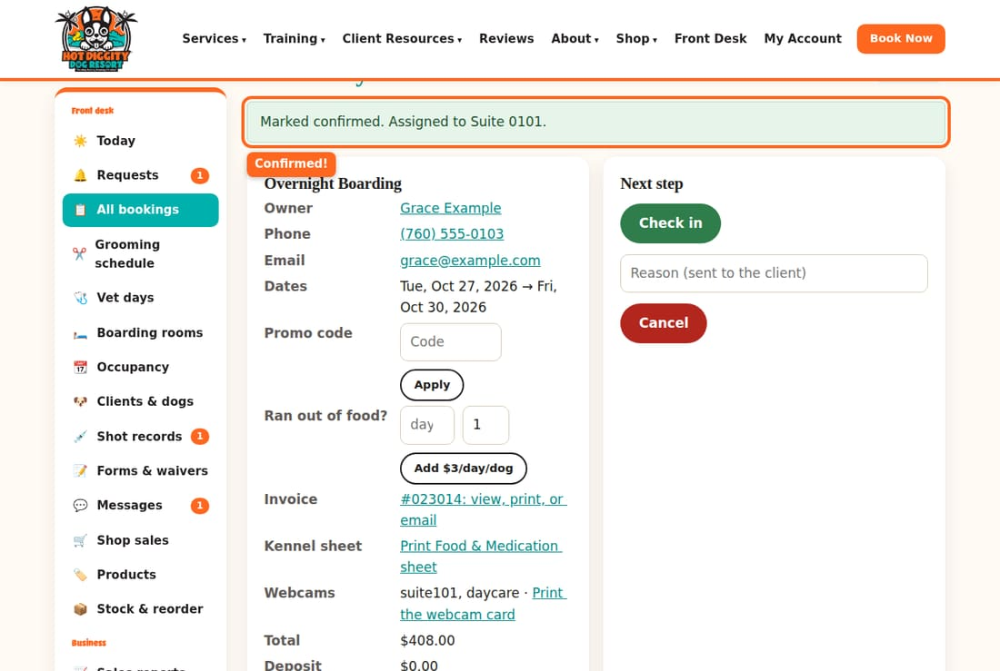 HOT DIGGITY
DOG RESORT
Services
Training
Client Resources
Reviews
About
Shop
Front Desk
My Account
Book Now
Front desk
Today
Requests 1
All bookings
Grooming
schedule
Vet days
Boarding rooms
Occupancy
Clients & dogs
Shot records 1
Forms & waivers
Messages 1
Shop sales
Products
Stock & reorder
Business
Marked confirmed. Assigned to Suite 0101.
Confirmed!
Overnight Boarding
Owner Grace Example
Phone (760) 555-0103
Email grace@example.com
Dates Tue, Oct 27, 2026 → Fri,
Oct 30, 2026
Promo code Code
Apply
Ran out of food? day 1
Add $3/day/dog
Invoice #023014: view, print, or
email
Kennel sheet Print Food & Medication
sheet
Webcams suite101, daycare · Print
the webcam card
Total $408.00
Deposit $0.00
Next step
Check in
Reason (sent to the client)
Cancel